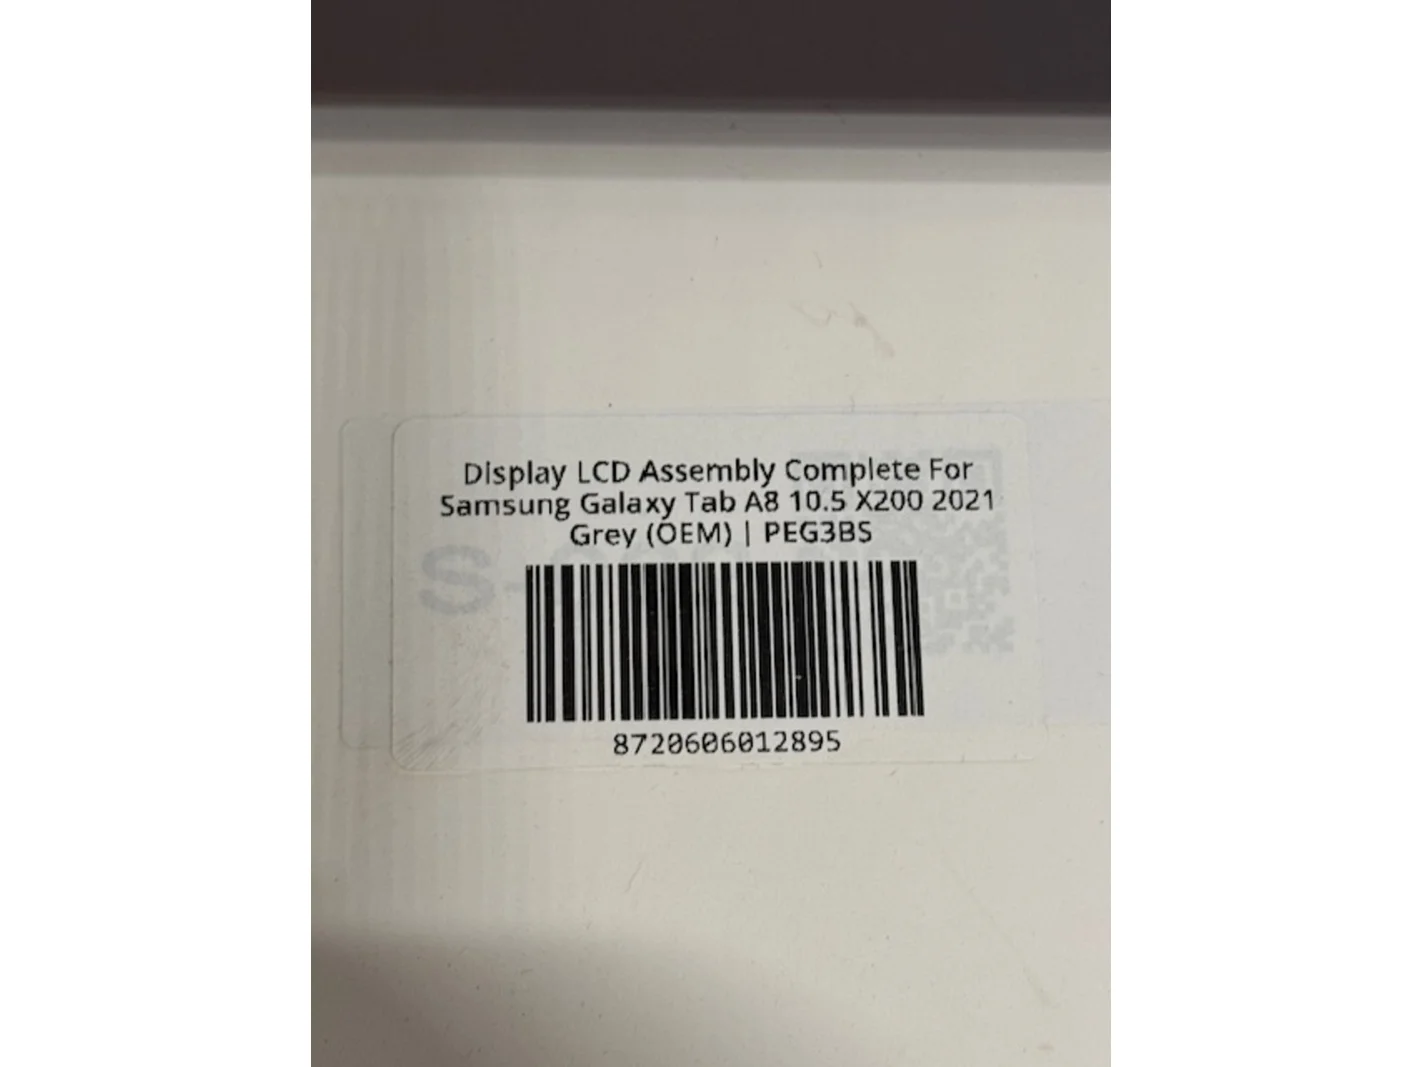 Display LCD Assembly Complete For
Samsung Galaxy Tab A8 10.5 X200 2021
Grey (OEM) | PEG3BS
8720606012895